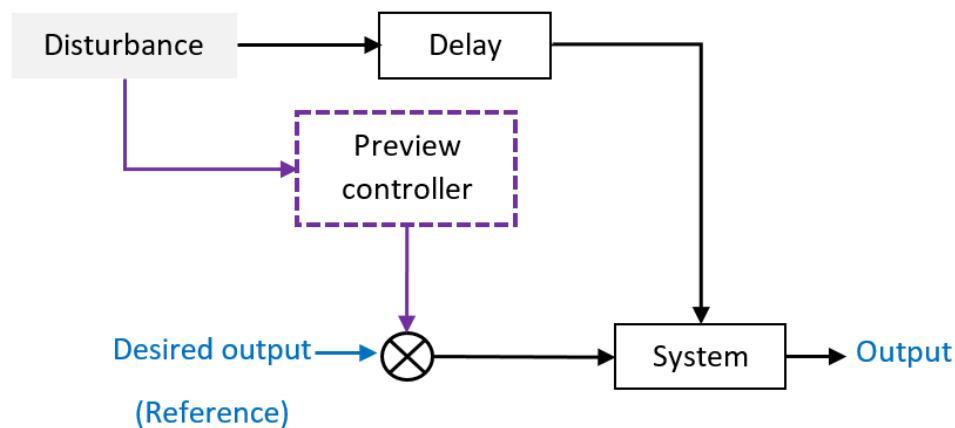 Disturbance
Delay
Preview
controller
Desired output
(Reference)
System
Output